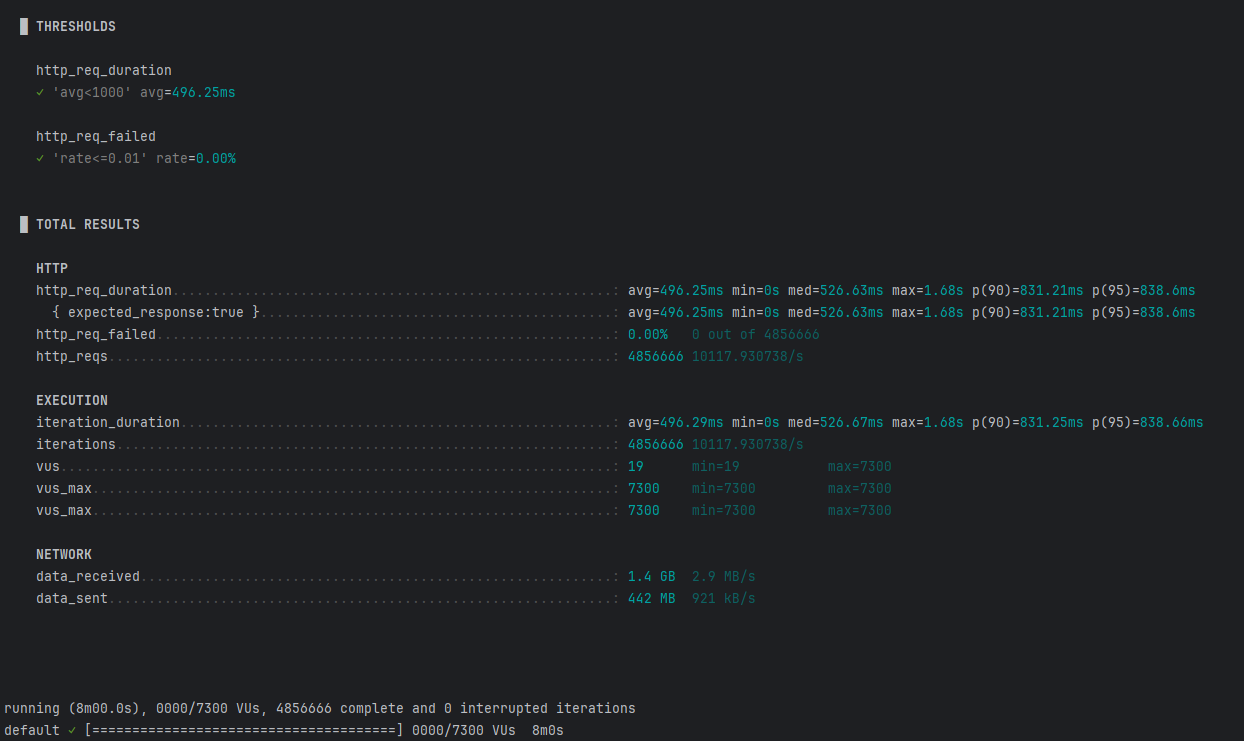 █ THRESHOLDS
http_req_duration
✓ 'avg<1000' avg=496.25ms
http_req_failed
✓ 'rate<=0.01' rate=0.00%
█ TOTAL RESULTS
HTTP
http_req_duration.......................................................: avg=496.25ms min=0s med=526.63ms max=1.68s p(90)=831.21ms p(95)=838.6ms
{ expected_response:true }............................................: avg=496.25ms min=0s med=526.63ms max=1.68s p(90)=831.21ms p(95)=838.6ms
http_req_failed.........................................................: 0.00% 0 out of 4856666
http_reqs...............................................................: 4856666 10117.930738/s
EXECUTION
iteration_duration......................................................: avg=496.29ms min=0s med=526.67ms max=1.68s p(90)=831.25ms p(95)=838.66ms
iterations..............................................................: 4856666 10117.930738/s
vus.....................................................................: 19 min=19 max=7300
vus_max.................................................................: 7300 min=7300 max=7300
vus_max.................................................................: 7300 min=7300 max=7300
NETWORK
data_received...........................................................: 1.4 GB 2.9 MB/s
data_sent...............................................................: 442 MB 921 kB/s
running (8m00.0s), 0000/7300 VUs, 4856666 complete and 0 interrupted iterations
default ✓ [======================================] 0000/7300 VUs 8m0s